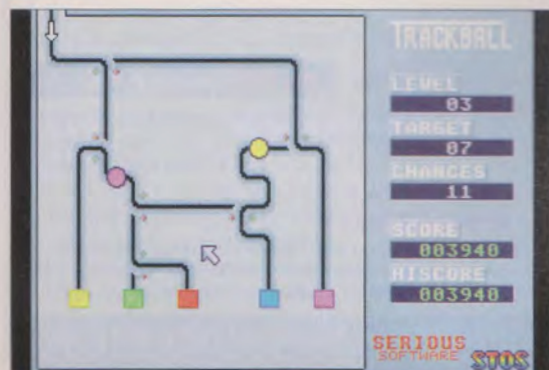 TRACKBALL
LEVEL
03
TARGET
07
CHANCES
11
SCORE
003940
HISCORE
003940
SERIOUS
SOFTWARE STOS